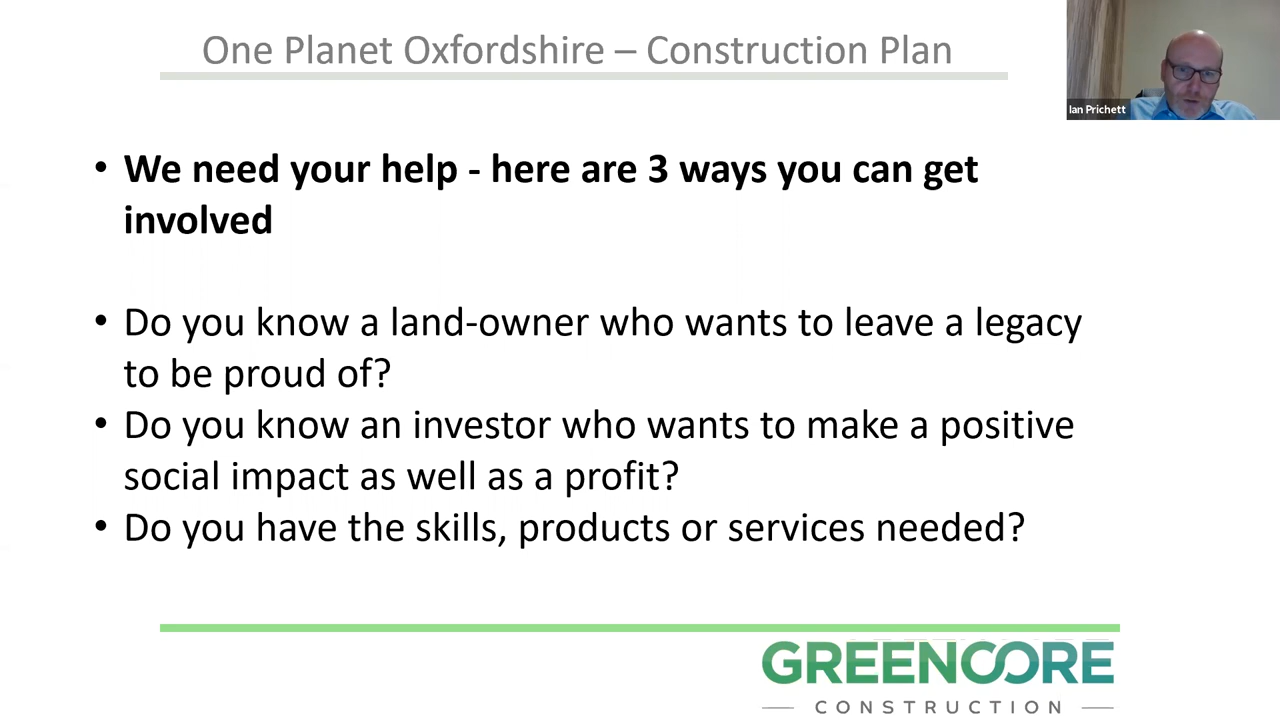 One Planet Oxfordshire – Construction Plan
Ian Prichett
• We need your help - here are 3 ways you can get
involved
• Do you know a land-owner who wants to leave a legacy
to be proud of?
• Do you know an investor who wants to make a positive
social impact as well as a profit?
• Do you have the skills, products or services needed?
GREENCORE
CONSTRUCTION